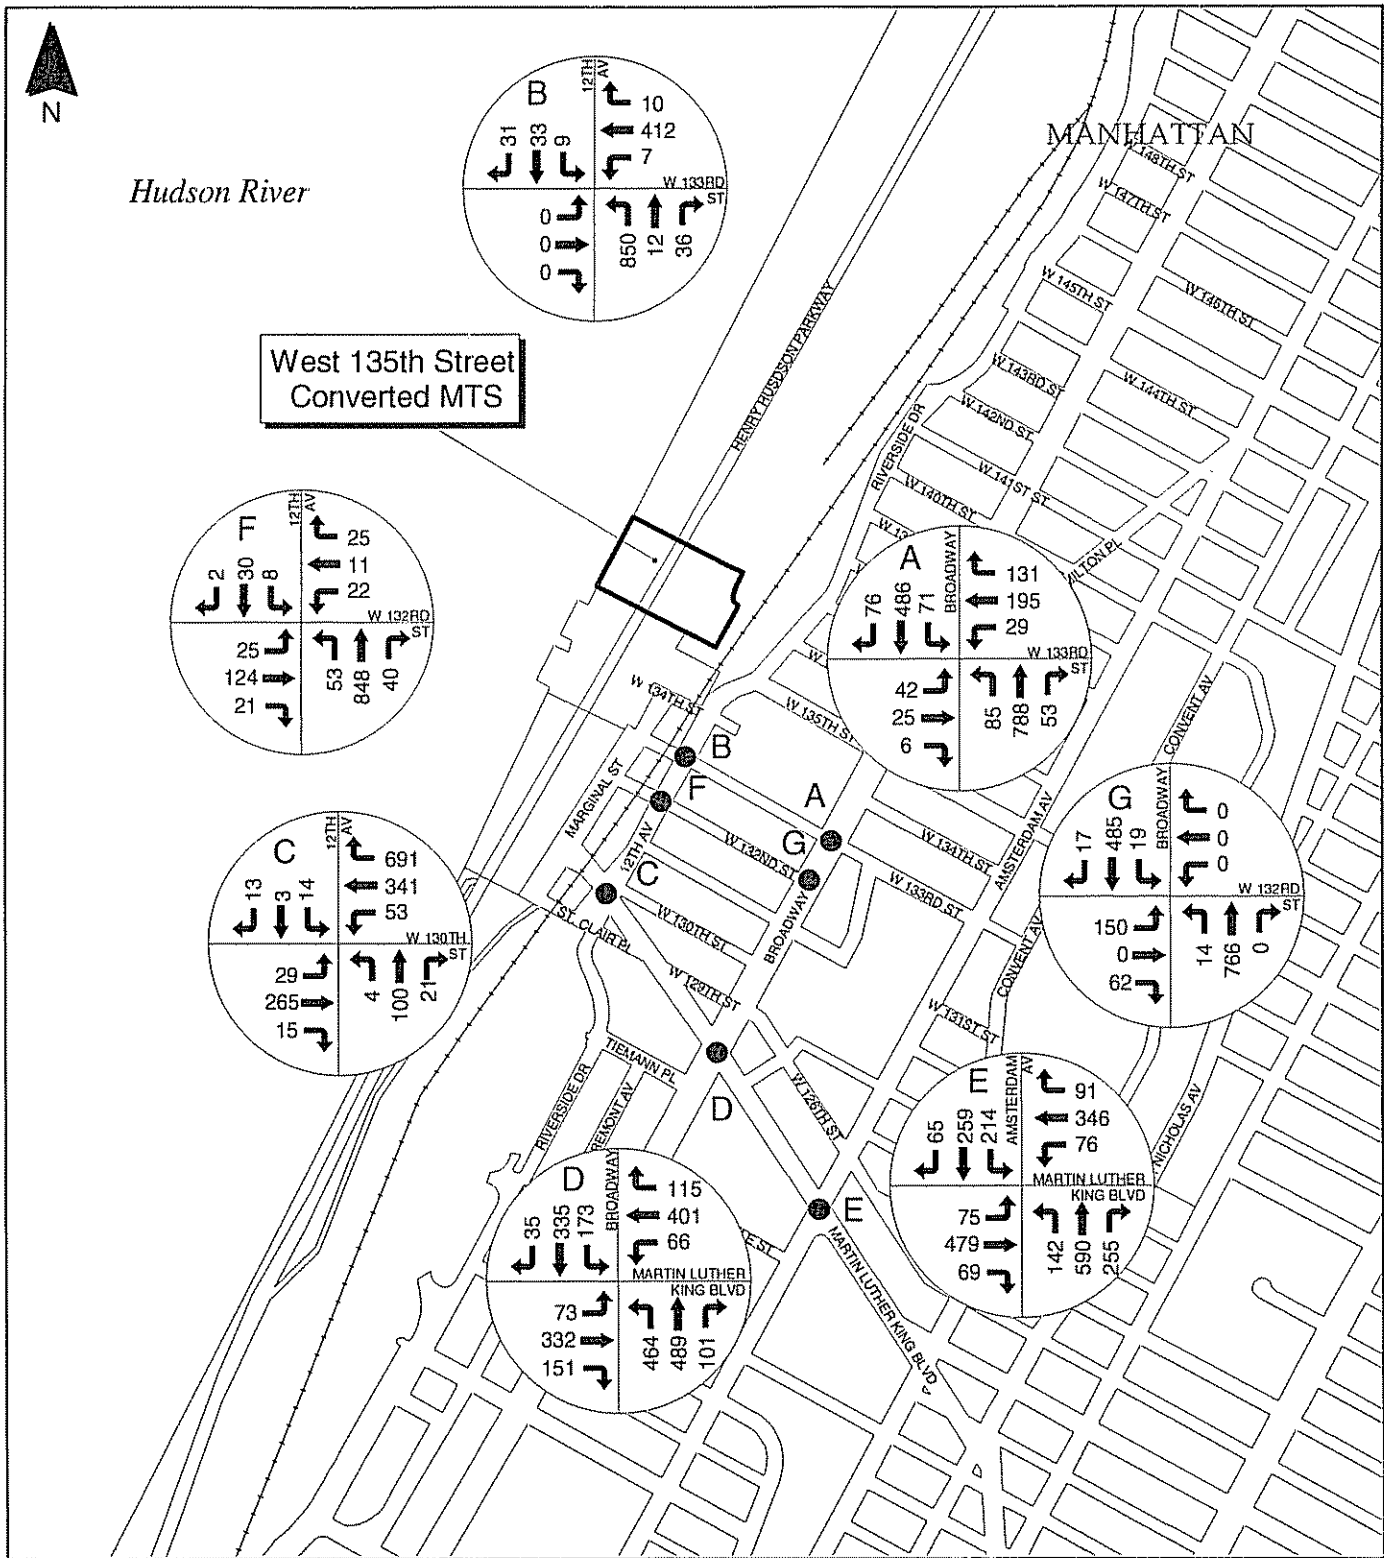 N
Hudson River
MANHATTAN
West 135th Street
Converted MTS
HENRY HUSDSON PARKWAY
B
12TH
AV
31
33
9
10
412
7
W 133RD
ST
0
0
0
850
12
36
F
12TH
AV
2
30
8
25
11
22
W 132RD
ST
25
124
21
53
848
40
A
BROADWAY
76
486
71
131
195
29
W 133RD
ST
42
25
6
85
788
53
C
12TH
AV
13
3
14
691
341
53
W 130TH
ST
29
265
15
4
100
21
G
BROADWAY
17
485
19
0
0
0
W 132RD
ST
150
0
62
14
766
0
E
AMSTERDAM
AV
65
259
214
91
346
76
MARTIN LUTHER
KING BLVD
75
479
69
142
590
255
D
BROADWAY
35
335
173
115
401
66
MARTIN LUTHER
KING BLVD
73
332
151
464
489
101
W 148TH ST
W 147TH ST
W 146TH ST
W 145TH ST
W 144TH ST
W 143RD ST
W 142ND ST
W 141ST ST
W 140TH ST
W 13
RIVERSIDE DR
MILTON PL
W
W 135TH ST
W 134TH ST
W 134TH ST
W 133RD ST
W 132ND ST
W 131ST ST
W 130TH ST
W 129TH ST
W 126TH ST
MARGINAL ST
12TH AV
ST. CLAIR PL
TIEMANN PL
RIVERSIDE DR
REMONT AV
BROADWAY
AMSTERDAM AV
CONVENT AV
CONVENT AV
NICHOLAS AV
KE ST
MARTIN LUTHER KING BLVD
B
F
A
G
C
D
E